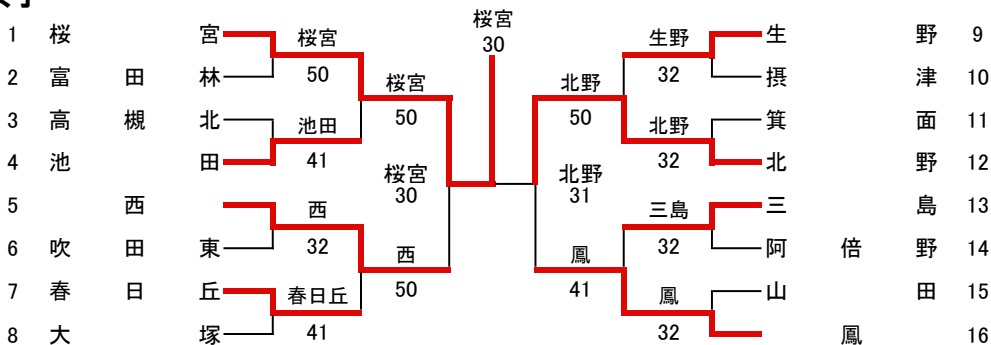 桜宮
30
1 桜 宮 桜宮 生野 生 野 9
50 32
2 富 田 林 桜宮 北野 摂 津 10
50 50
3 高 槻 北 池田 北野 箕 面 11
41 32
4 池 田 桜宮 北野 北 野 12
30 31
5 西 西 三島 三 島 13
32 32
6 吹 田 東 西 鳳 阿 倍 野 14
50 41
7 春 日 丘 春日丘 鳳 山 田 15
41 32
8 大 塚 鳳 16